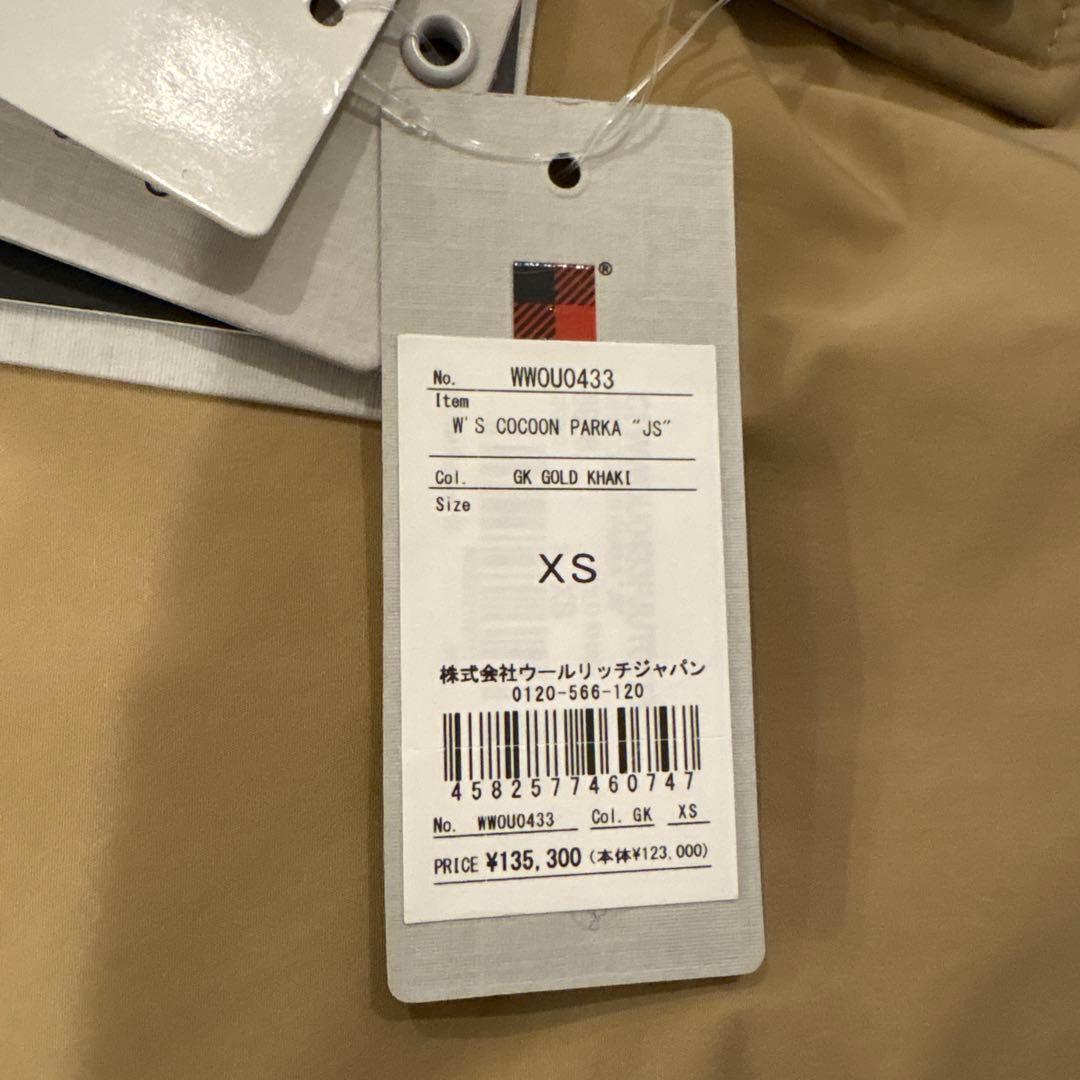 ®
No. WWOU0433
Item
W'S COCOON PARKA "JS"
Col. GK GOLD KHAKI
Size
XS
株式会社ウールリッチジャパン
0120-566-120
4582577460747
No. WWOU0433 Col. GK XS
PRICE ¥135,300 (本体¥123,000)